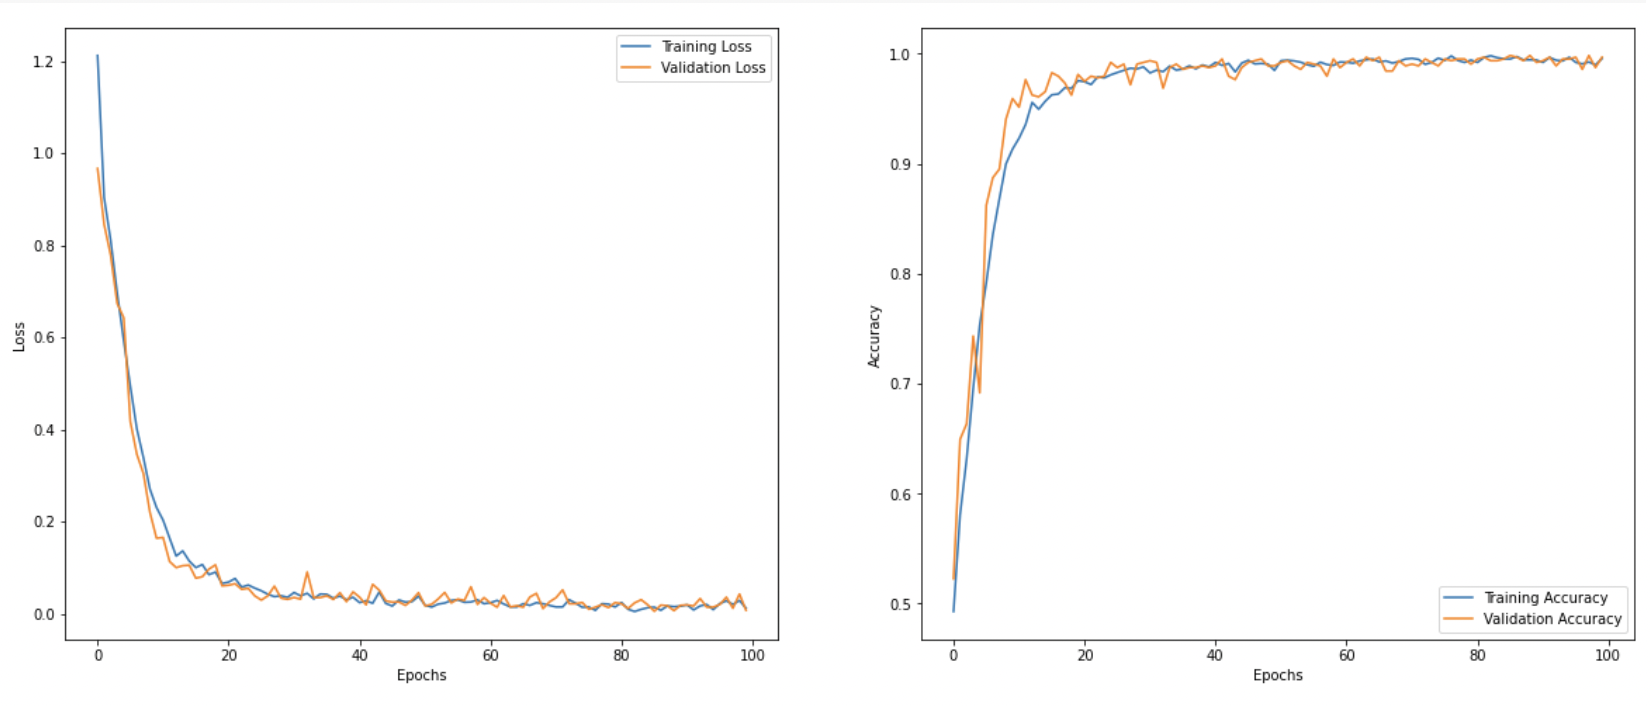 Training Loss
Validation Loss
1.2
1.0
0.8
0.6
0.4
0.2
0.0
Loss
0 20 40 60 80 100
Epochs
1.0
0.9
0.8
0.7
0.6
0.5
Accuracy
Training Accuracy
Validation Accuracy
0 20 40 60 80 100
Epochs